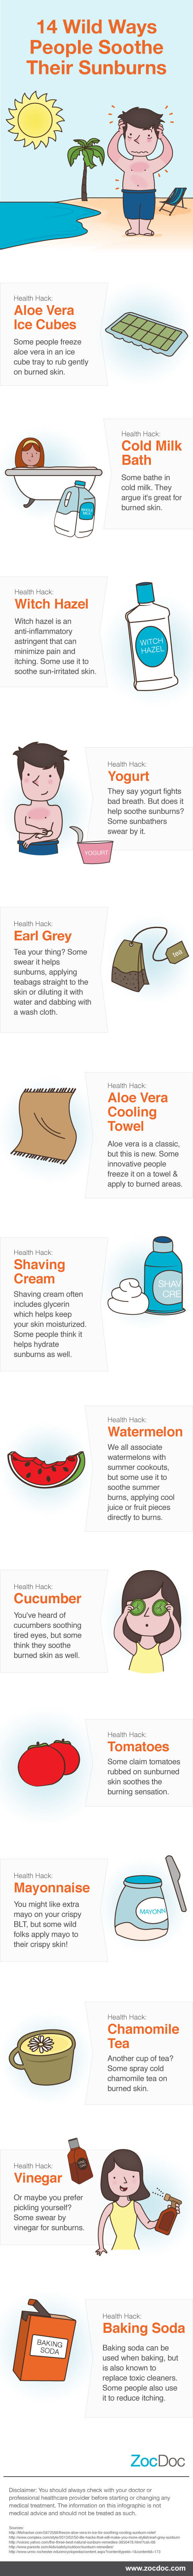 14 Wild Ways
People Soothe
Their Sunburns
Health Hack:
Aloe Vera
Ice Cubes
Some people freeze
aloe vera in an ice
cube tray to rub gently
on burned skin.
Health Hack:
Cold Milk
Bath
Some bathe in
cold milk. They
argue it's great for
burned skin.
WHOLE
MILK
Health Hack:
Witch Hazel
Witch hazel is an
anti-inflammatory
astringent that can
minimize pain and
itching. Some use it to
soothe sun-irritated skin.
WITCH
HAZEL
Health Hack:
Yogurt
They say yogurt fights
bad breath. But does it
help soothe sunburns?
Some sunbathers
swear by it.
YOGURT
Health Hack:
Earl Grey
Tea your thing? Some
swear it helps
sunburns, applying
teabags straight to the
skin or diluting it with
water and dabbing with
a wash cloth.
TEA
Health Hack:
Aloe Vera
Cooling
Towel
Aloe vera is a classic,
but this is new. Some
innovative people
freeze it on a towel &
apply to burned areas.
Health Hack:
Shaving
Cream
Shaving cream often
includes glycerin
which helps keep
your skin moisturized.
Some people think it
helps hydrate
sunburns as well.
SHAV
CRE
Health Hack:
Watermelon
We all associate
watermelons with
summer cookouts,
but some use it to
soothe summer
burns, applying cool
juice or fruit pieces
directly to burns.
Health Hack:
Cucumber
You've heard of
cucumbers soothing
tired eyes, but some
think they soothe
burned skin as well.
Health Hack:
Tomatoes
Some claim tomatoes
rubbed on sunburned
skin soothes the
burning sensation.
Health Hack:
Mayonnaise
You might like extra
mayo on your crispy
BLT, but some wild
folks apply mayo to
their crispy skin!
MAYONN
Health Hack:
Chamomile
Tea
Another cup of tea?
Some spray cold
chamomile tea on
burned skin.
Health Hack:
Vinegar
Or maybe you prefer
pickling yourself?
Some swear by
vinegar for sunburns.
Health Hack:
Baking Soda
Baking soda can be
used when baking, but
is also known to
replace toxic cleaners.
Some people also use
it to reduce itching.
BAKING
SODA
ZocDoc
Disclaimer: You should always check with your doctor or
professional healthcare provider before starting or changing any
medical treatment. The information on this infographic is not
medical advice and should not be treated as such.
Sources:
www.zocdoc.com